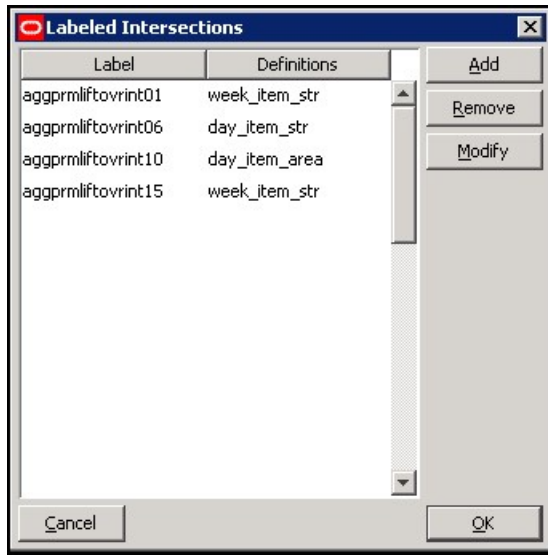 Labeled Intersections
Label Definitions
aggprmliftovrint01 week_item_str
aggprmliftovrint06 day_item_str
aggprmliftovrint10 day_item_area
aggprmliftovrint15 week_item_str
Add
Remove
Modify
Cancel
OK